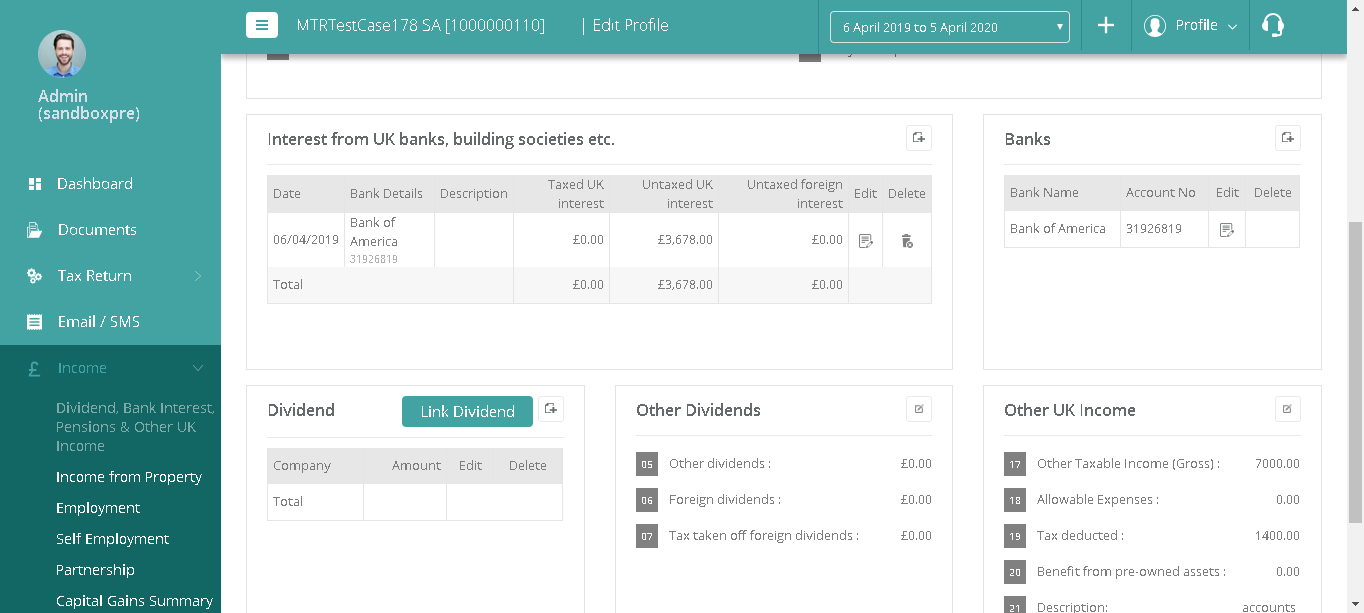 MTRTestCase178 SA [1000000110] | Edit Profile
6 April 2019 to 5 April 2020
Profile
Admin
(sandboxpre)
Dashboard
Documents
Tax Return
Email / SMS
£ Income
Dividend, Bank Interest,
Pensions & Other UK
Income
Income from Property
Employment
Self Employment
Partnership
Capital Gains Summary
Interest from UK banks, building societies etc.
Date Bank Details Description Taxed UK interest Untaxed UK interest Untaxed foreign interest Edit Delete
06/04/2019 Bank of America 31926819 £0.00 £3,678.00 £0.00
Total £0.00 £3,678.00 £0.00
Banks
Bank Name Account No Edit Delete
Bank of America 31926819
Dividend Link Dividend
Company Amount Edit Delete
Total
Other Dividends
05 Other dividends : £0.00
06 Foreign dividends : £0.00
07 Tax taken off foreign dividends : £0.00
Other UK Income
17 Other Taxable Income (Gross) : 7000.00
18 Allowable Expenses : 0.00
19 Tax deducted : 1400.00
20 Benefit from pre-owned assets : 0.00
21 Description: accounts